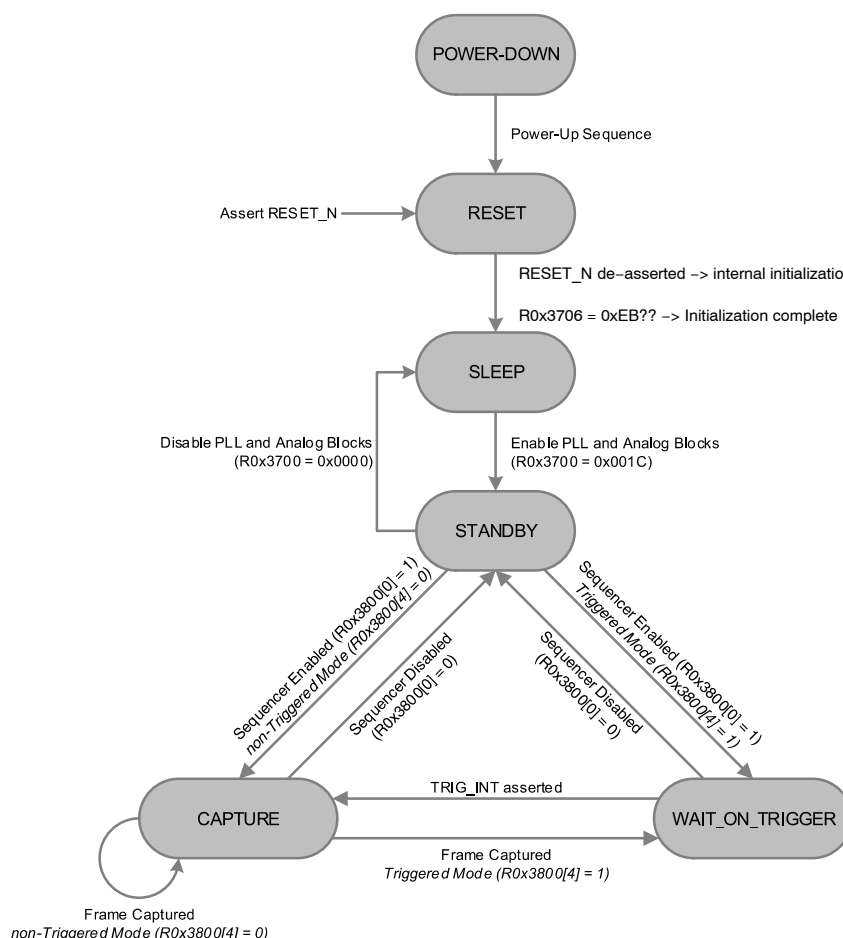 POWER-DOWN
Power-Up Sequence
Assert RESET_N
RESET
RESET_N de-asserted -> internal initializatio
R0x3706 = 0xEB?? -> Initialization complete
SLEEP
Disable PLL and Analog Blocks
(R0x3700 = 0x0000)
Enable PLL and Analog Blocks
(R0x3700 = 0x001C)
STANDBY
Sequencer Enabled (R0x3800[0] = 1)
non-Triggered Mode (R0x3800[4] = 0)
Sequencer Disabled
(R0x3800[0] = 0)
Sequencer Disabled
(R0x3800[0] = 0)
Sequencer Enabled (R0x3800[0] = 1)
Triggered Mode (R0x3800[4] = 1)
TRIG_INT asserted
CAPTURE
WAIT_ON_TRIGGER
Frame Captured
Triggered Mode (R0x3800[4] = 1)
Frame Captured
non-Triggered Mode (R0x3800[4] = 0)